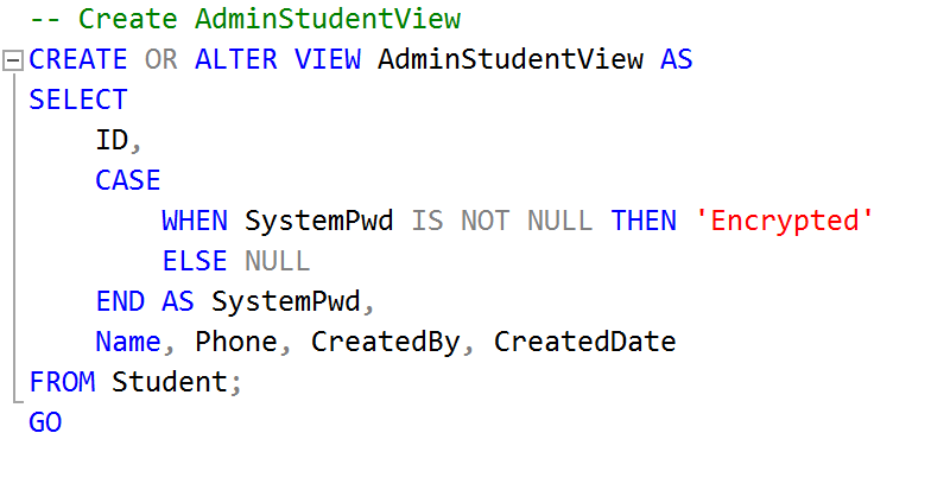 -- Create AdminStudentView
CREATE OR ALTER VIEW AdminStudentView AS
SELECT
    ID,
    CASE
        WHEN SystemPwd IS NOT NULL THEN 'Encrypted'
        ELSE NULL
    END AS SystemPwd,
    Name, Phone, CreatedBy, CreatedDate
FROM Student;
GO